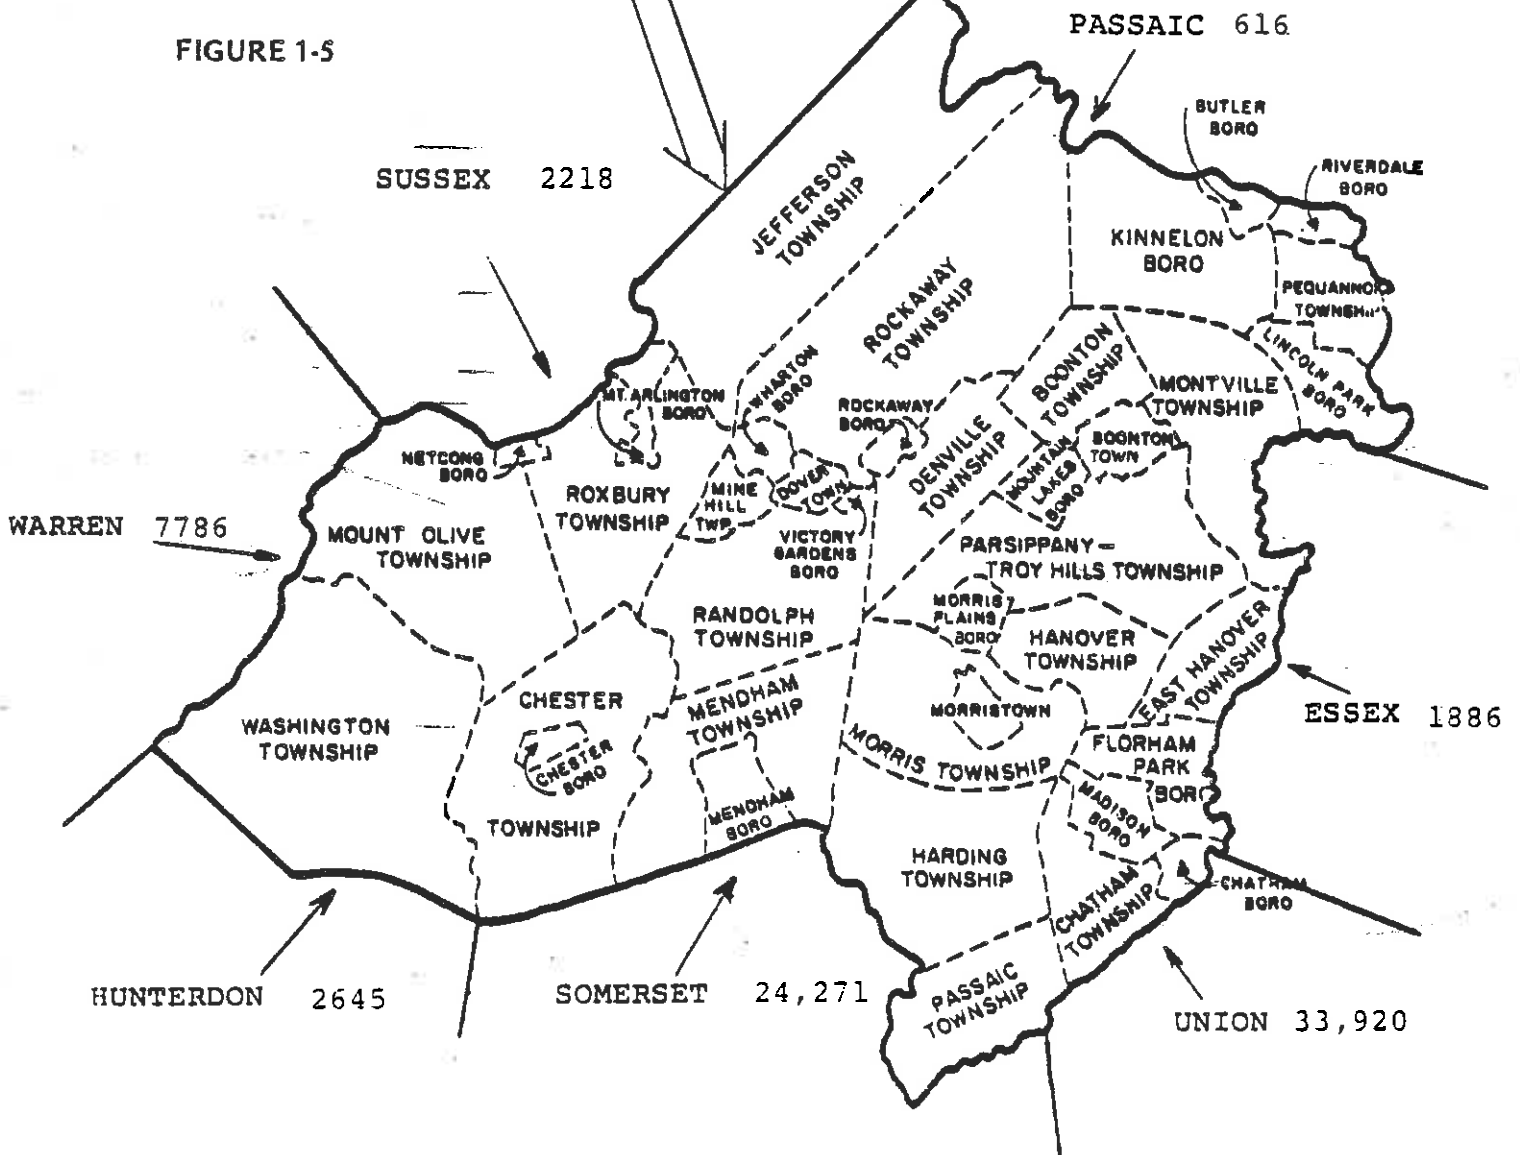 FIGURE 1-5
PASSAIC 616
BUTLER
BORO
RIVERDALE
BORO
SUSSEX 2218
JEFFERSON
TOWNSHIP
KINNELON
BORO
ROCKAWAY
TOWNSHIP
TOWNSHIP
LINCOLN PARK
BORO
BOONTON
TOWNSHIP
MONTVILLE
TOWNSHIP
WHARTON
BORO
MT. ARLINGTON
BORO
ROCKAWAY
BORO
BOONTON
TOWN
DENVILLE
TOWNSHIP
MOUNTAIN
LAKES
BORO
NETCONG
BORO
ROXBURY
TOWNSHIP
MINE
HILL
TWP.
DOVER
TOWN
VICTORY
GARDENS
BORO
WARREN 7786
MOUNT OLIVE
TOWNSHIP
PARSIPPANY-
TROY HILLS TOWNSHIP
MORRIS
PLAINS
BORO
RANDOLPH
TOWNSHIP
HANOVER
TOWNSHIP
EAST HANOVER
TOWNSHIP
ESSEX 1886
CHESTER
MENDHAM
TOWNSHIP
MORRISTOWN
WASHINGTON
TOWNSHIP
CHESTER
BORO
MORRIS TOWNSHIP
FLORHAM
PARK
BORO
MADISON
BORO
MENDHAM
BORO
TOWNSHIP
HARDING
TOWNSHIP
CHATHAM
TOWNSHIP
CHATHAM
BORO
PASSAIC
TOWNSHIP
HUNTERDON 2645
SOMERSET 24,271
UNION 33,920